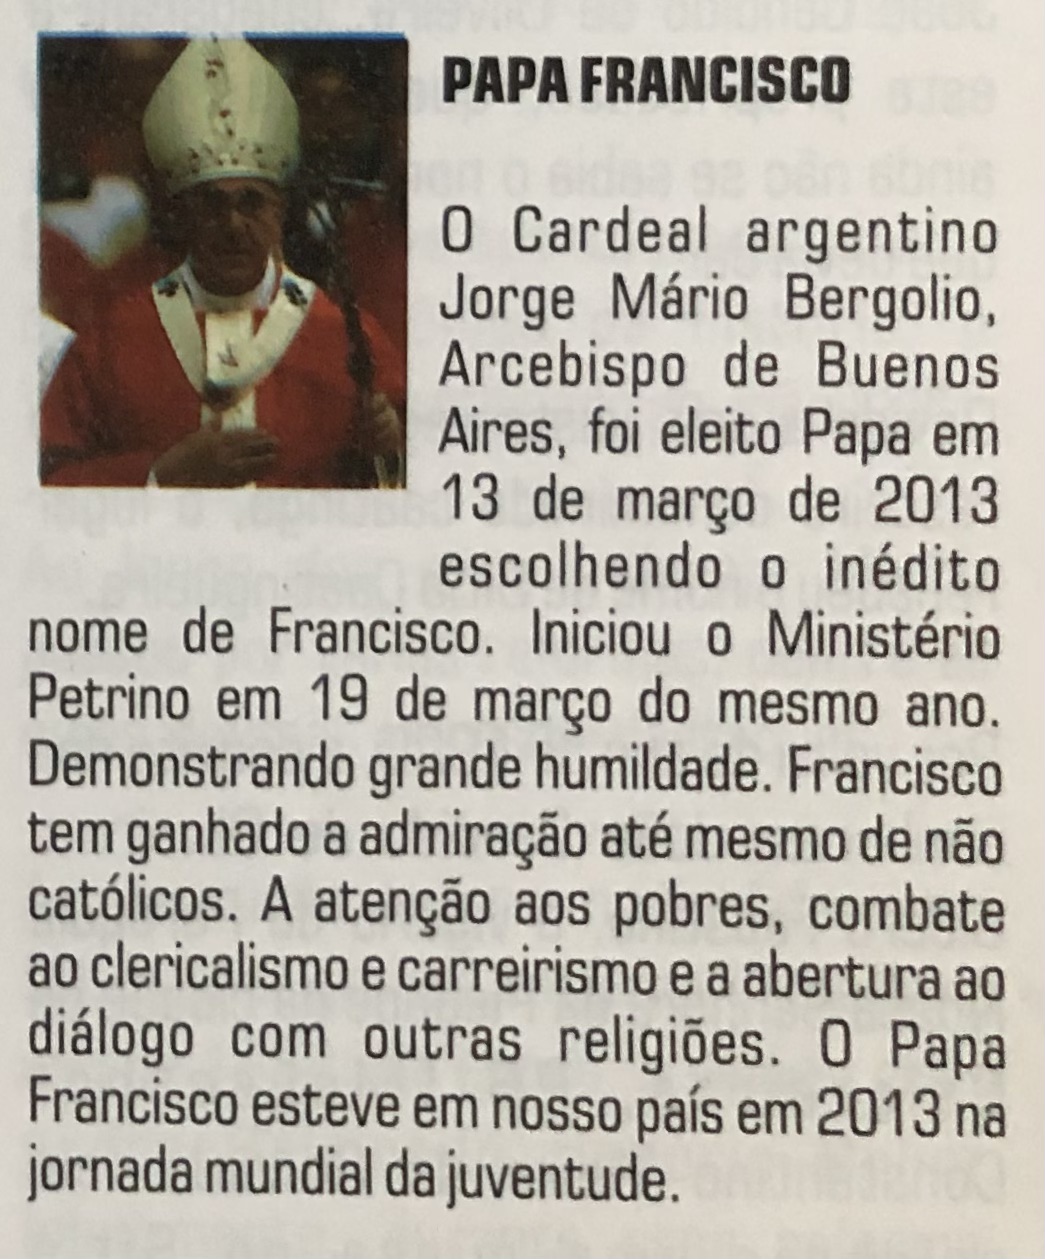 PAPA FRANCISCO
O Cardeal argentino
Jorge Mário Bergolio,
Arcebispo de Buenos
Aires, foi eleito Papa em
13 de março de 2013
escolhendo o inédito
nome de Francisco. Iniciou o Ministério
Petrino em 19 de março do mesmo ano.
Demonstrando grande humildade. Francisco
tem ganhado a admiração até mesmo de não
católicos. A atenção aos pobres, combate
ao clericalismo e carreirismo e a abertura ao
diálogo com outras religiões. O Papa
Francisco esteve em nosso país em 2013 na
jornada mundial da juventude.